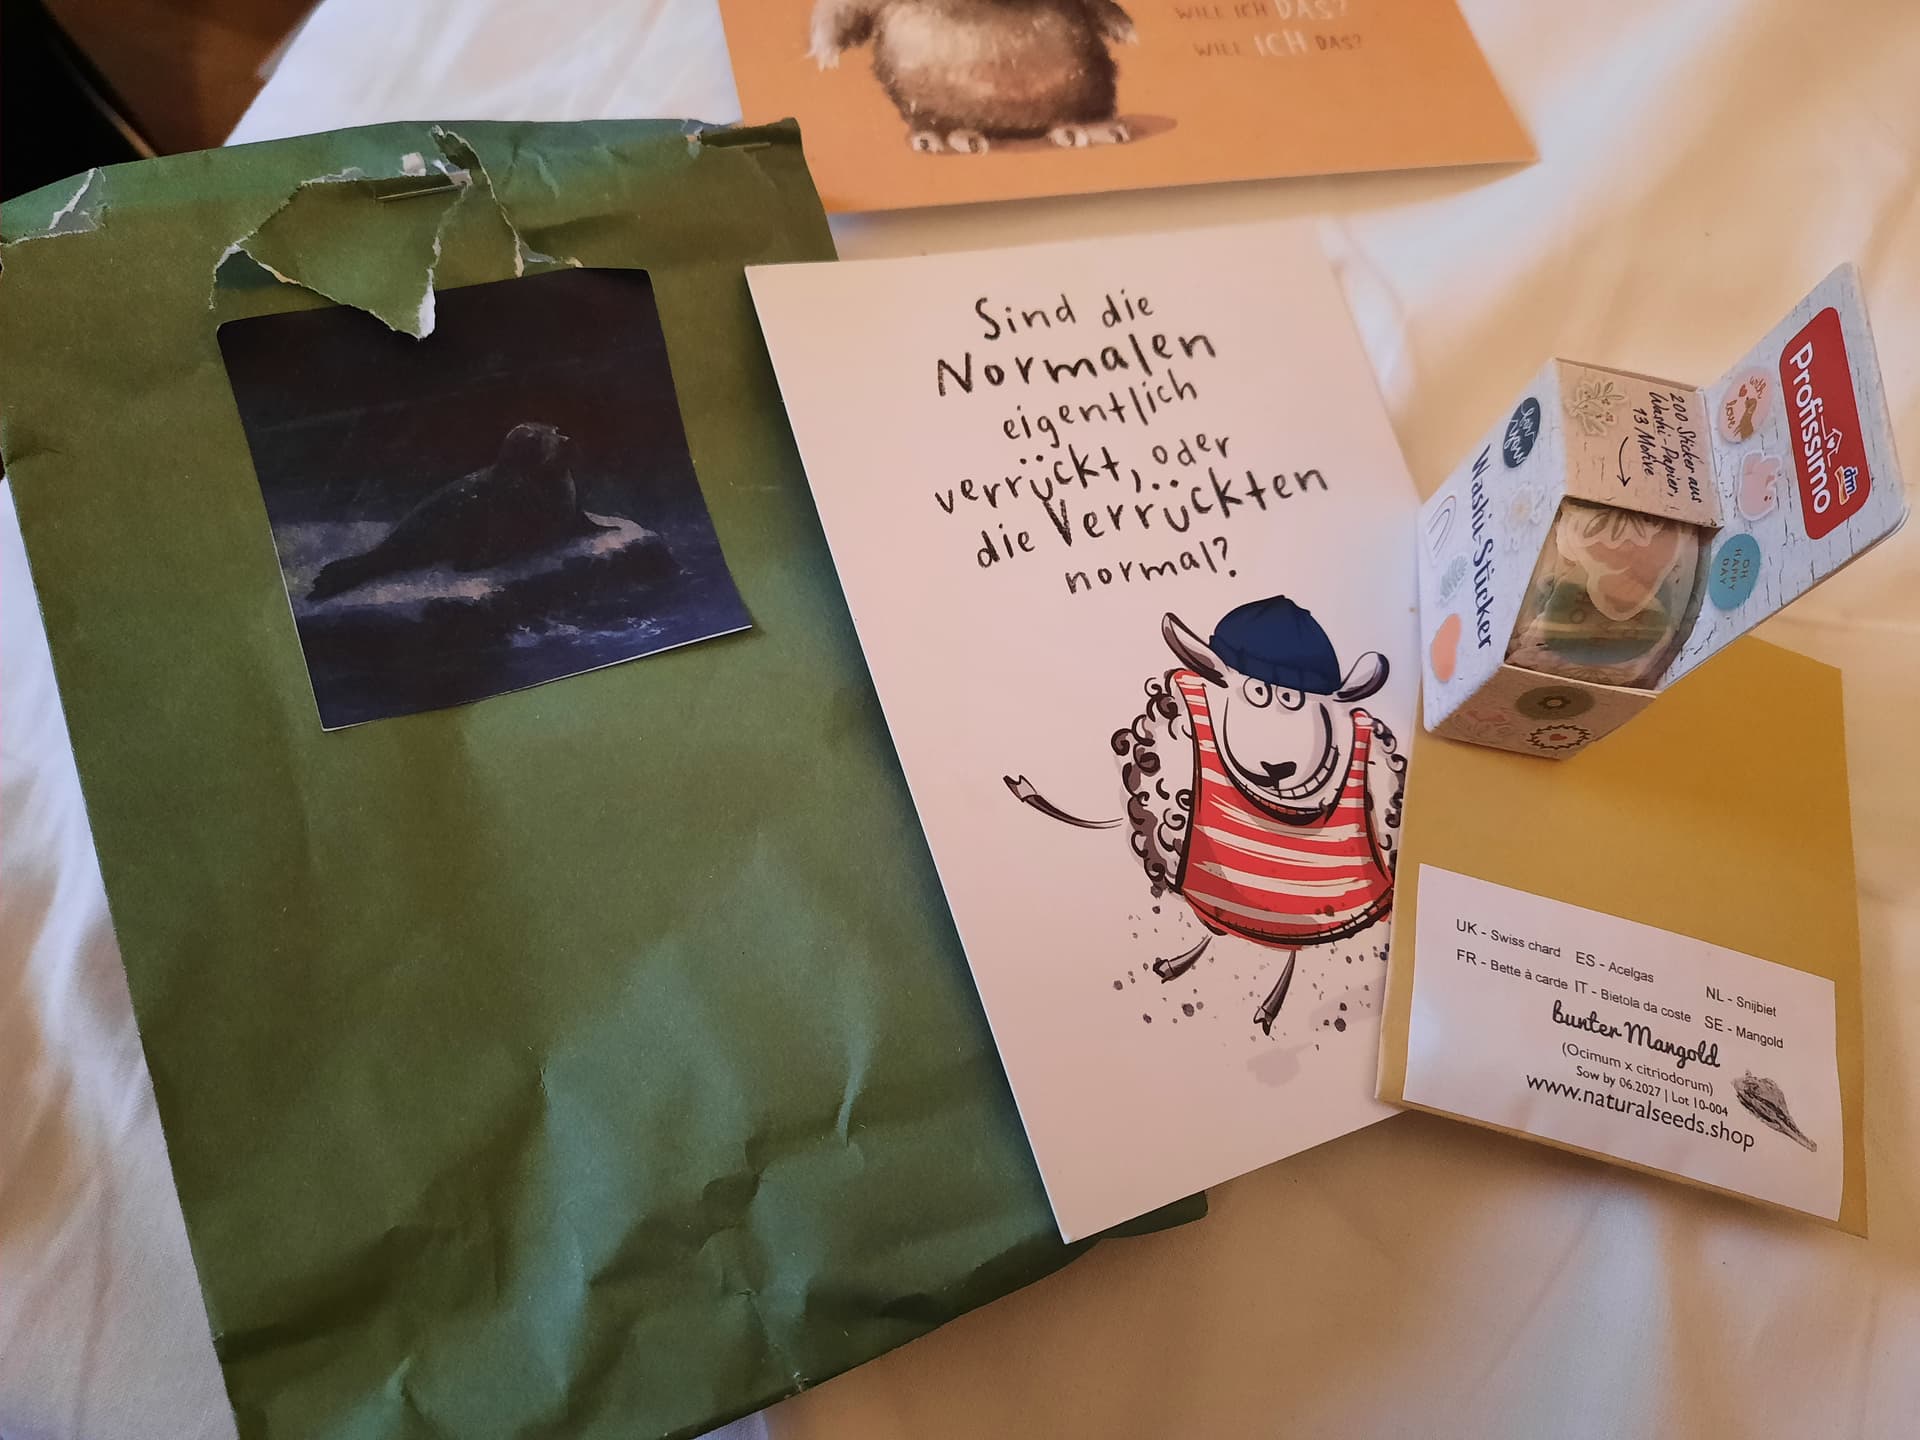 WILL ICH DAS?
WILL ICH DAS?
Sind die
Normalen
eigentlich
verrückt, oder
die Verrückten
normal?
Profissimo
dm
200 Sticker aus
Washi-Papier,
13 Motive
with
love
OH
HAPPY
DAY
Washi-Sticker
UK - Swiss chard ES - Acelgas NL - Snijbiet
FR - Bette à carde IT - Bietola da coste SE - Mangold
bunter Mangold
(Ocimum x citriodorum)
Sow by 06.2027 | Lot 10-004
www.naturalseeds.shop